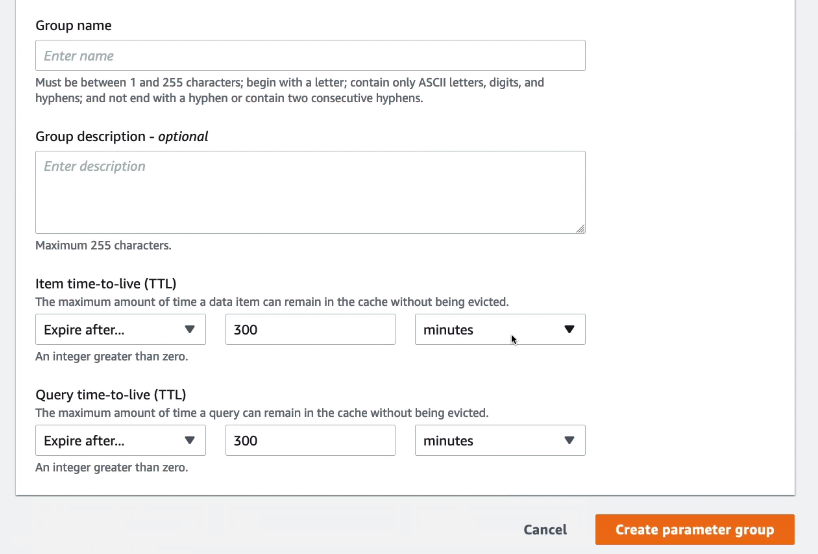 Group name
Enter name
Must be between 1 and 255 characters; begin with a letter; contain only ASCII letters, digits, and
hyphens; and not end with a hyphen or contain two consecutive hyphens.
Group description - optional
Enter description
Maximum 255 characters.
Item time-to-live (TTL)
The maximum amount of time a data item can remain in the cache without being evicted.
Expire after... 300 minutes
An integer greater than zero.
Query time-to-live (TTL)
The maximum amount of time a query can remain in the cache without being evicted.
Expire after... 300 minutes
An integer greater than zero.
Cancel Create parameter group